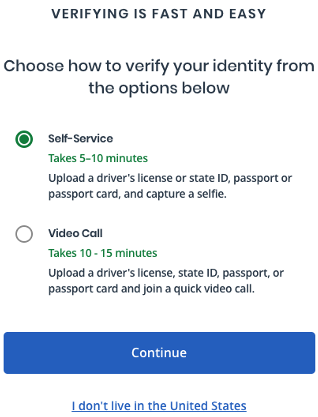 VERIFYING IS FAST AND EASY
Choose how to verify your identity from
the options below
Self-Service
Takes 5–10 minutes
Upload a driver's license or state ID, passport or
passport card, and capture a selfie.
Video Call
Takes 10 - 15 minutes
Upload a driver's license, state ID, passport, or
passport card and join a quick video call.
Continue
I don't live in the United States